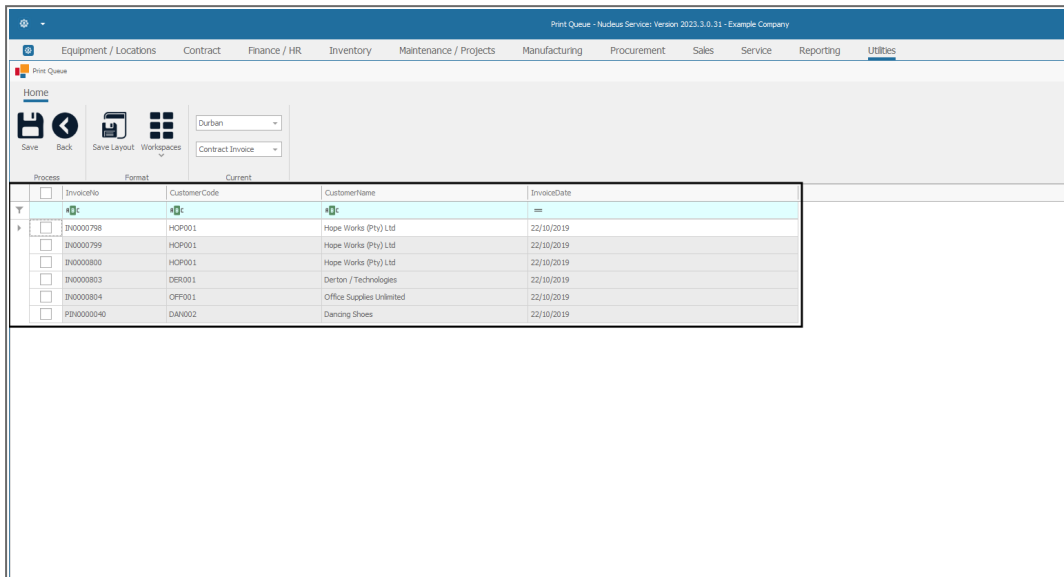 Print Queue - Nucleus Service: Version 2023.3.0.31 - Example Company
Equipment / Locations Contract Finance / HR Inventory Maintenance / Projects Manufacturing Procurement Sales Service Reporting Utilities
Print Queue
Home
Save Back Save Layout Workspaces
Durban
Contract Invoice
Process Format Current
InvoiceNo CustomerCode CustomerName InvoiceDate
aBc aBc aBc =
IN0000798 HOP001 Hope Works (Pty) Ltd 22/10/2019
IN0000799 HOP001 Hope Works (Pty) Ltd 22/10/2019
IN0000800 HOP001 Hope Works (Pty) Ltd 22/10/2019
IN0000803 DER001 Derton / Technologies 22/10/2019
IN0000804 OFF001 Office Supplies Unlimited 22/10/2019
PIN0000040 DAN002 Dancing Shoes 22/10/2019